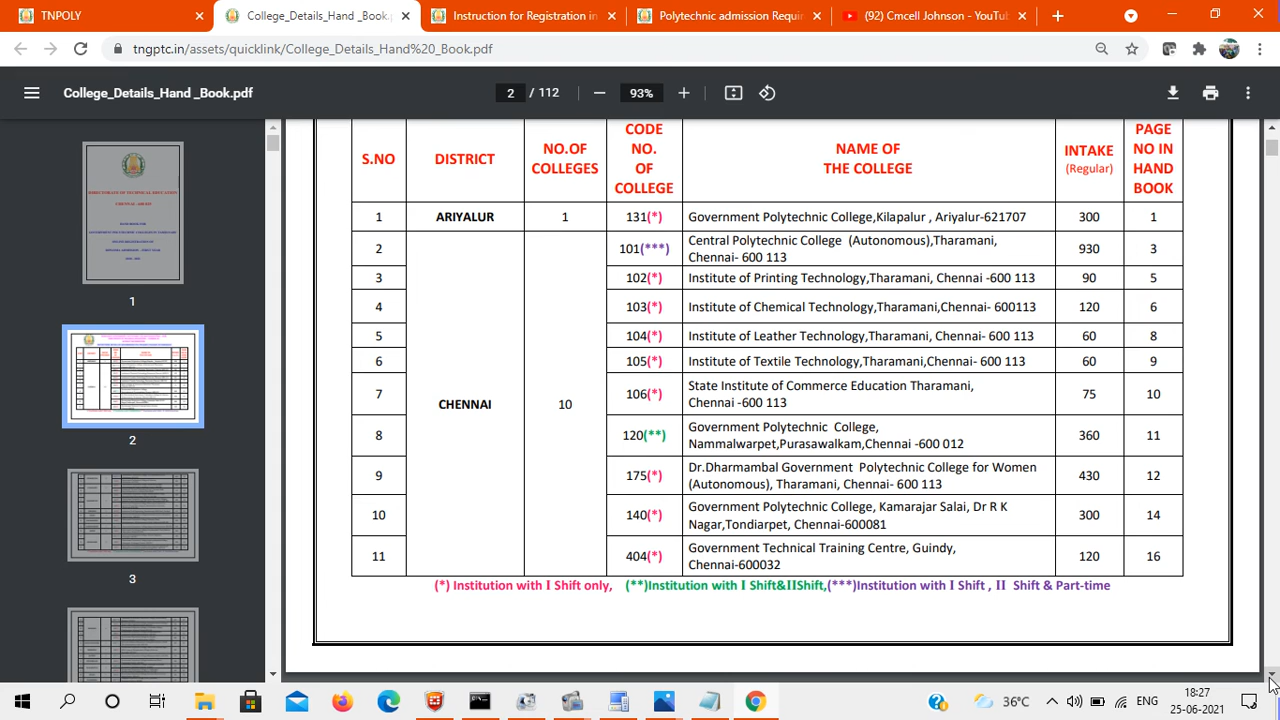 TNPOLY
College_Details_Hand _Book.p
Instruction for Registration in
Polytechnic admission Requir
(92) Cmcell Johnson - YouTub
tngptc.in/assets/quicklink/College_Details_Hand%20_Book.pdf
College_Details_Hand _Book.pdf
2 / 112
93%
S.NO DISTRICT NO.OF COLLEGES CODE NO. OF COLLEGE NAME OF THE COLLEGE INTAKE (Regular) PAGE NO IN HAND BOOK
1 ARIYALUR 1 131(*) Government Polytechnic College,Kilapalur , Ariyalur-621707 300 1
2 101(***) Central Polytechnic College (Autonomous),Tharamani,
Chennai- 600 113 930 3
3 102(*) Institute of Printing Technology,Tharamani, Chennai -600 113 90 5
4 103(*) Institute of Chemical Technology,Tharamani,Chennai- 600113 120 6
5 104(*) Institute of Leather Technology,Tharamani, Chennai- 600 113 60 8
6 105(*) Institute of Textile Technology,Tharamani,Chennai- 600 113 60 9
7 CHENNAI 10 106(*) State Institute of Commerce Education Tharamani,
Chennai -600 113 75 10
8 120(**) Government Polytechnic College,
Nammalwarpet,Purasawalkam,Chennai -600 012 360 11
9 175(*) Dr.Dharmambal Government Polytechnic College for Women
(Autonomous), Tharamani, Chennai- 600 113 430 12
10 140(*) Government Polytechnic College, Kamarajar Salai, Dr R K
Nagar,Tondiarpet, Chennai-600081 300 14
11 404(*) Government Technical Training Centre, Guindy,
Chennai-600032 120 16
(*) Institution with I Shift only, (**)Institution with I Shift&IIShift,(***)Institution with I Shift , II Shift & Part-time
1
2
3
36°C
ENG
18:27
25-06-2021